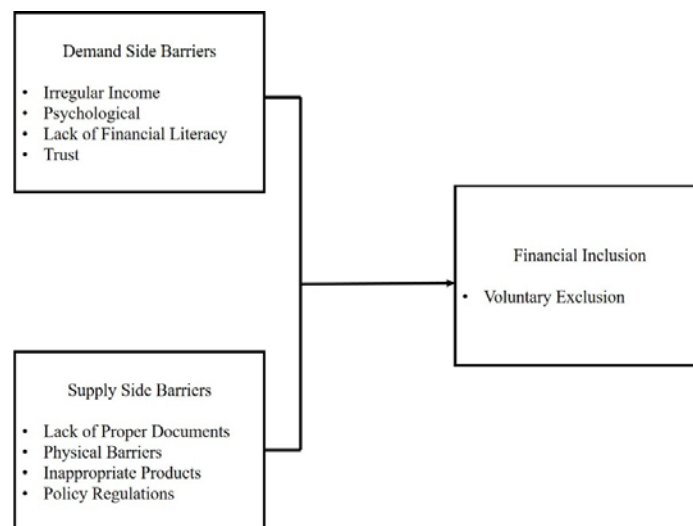 Demand Side Barriers
• Irregular Income
• Psychological
• Lack of Financial Literacy
• Trust
Financial Inclusion
• Voluntary Exclusion
Supply Side Barriers
• Lack of Proper Documents
• Physical Barriers
• Inappropriate Products
• Policy Regulations